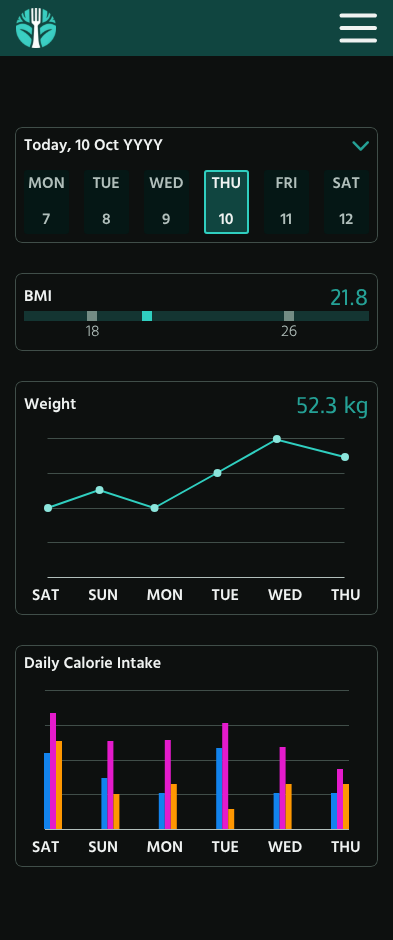 Today, 10 Oct YYYY
MON TUE WED THU FRI SAT
7 8 9 10 11 12
BMI 21.8
18 26
Weight 52.3 kg
SAT SUN MON TUE WED THU
Daily Calorie Intake
SAT SUN MON TUE WED THU